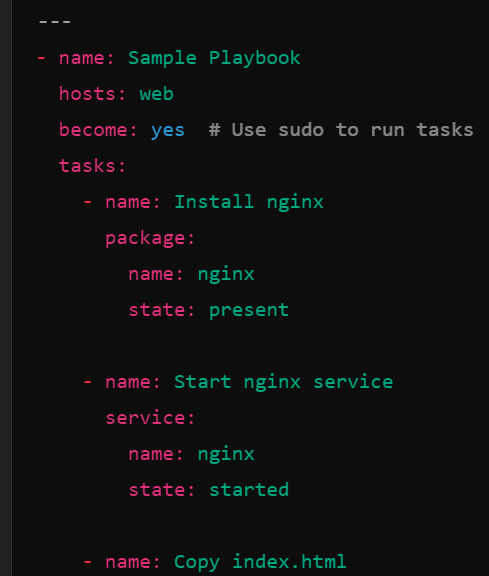 ---
- name: Sample Playbook
  hosts: web
  become: yes  # Use sudo to run tasks
  tasks:
    - name: Install nginx
      package:
        name: nginx
        state: present

    - name: Start nginx service
      service:
        name: nginx
        state: started

    - name: Copy index.html